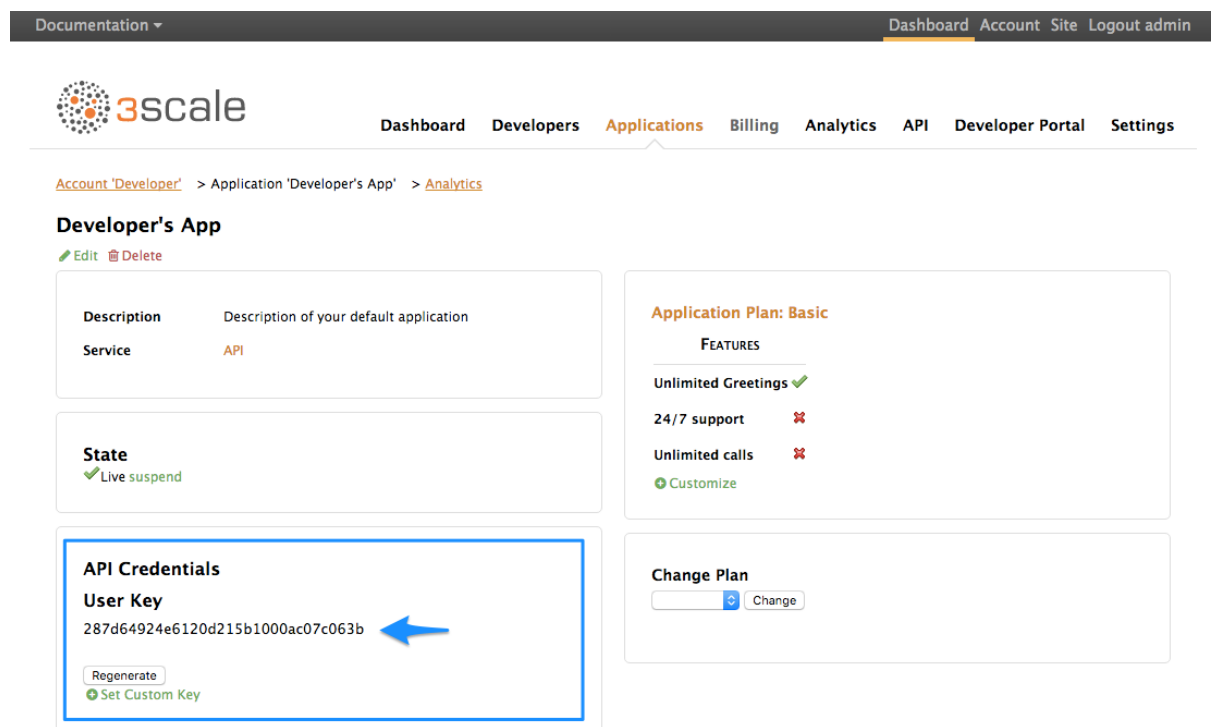 Documentation
Dashboard Account Site Logout admin
3scale
Dashboard Developers Applications Billing Analytics API Developer Portal Settings
Account 'Developer' > Application 'Developer's App' > Analytics
Developer's App
Edit Delete
Description Description of your default application
Service API
State
Live suspend
API Credentials
User Key
287d64924e6120d215b1000ac07c063b
Regenerate
Set Custom Key
Application Plan: Basic
FEATURES
Unlimited Greetings
24/7 support
Unlimited calls
Customize
Change Plan
Change